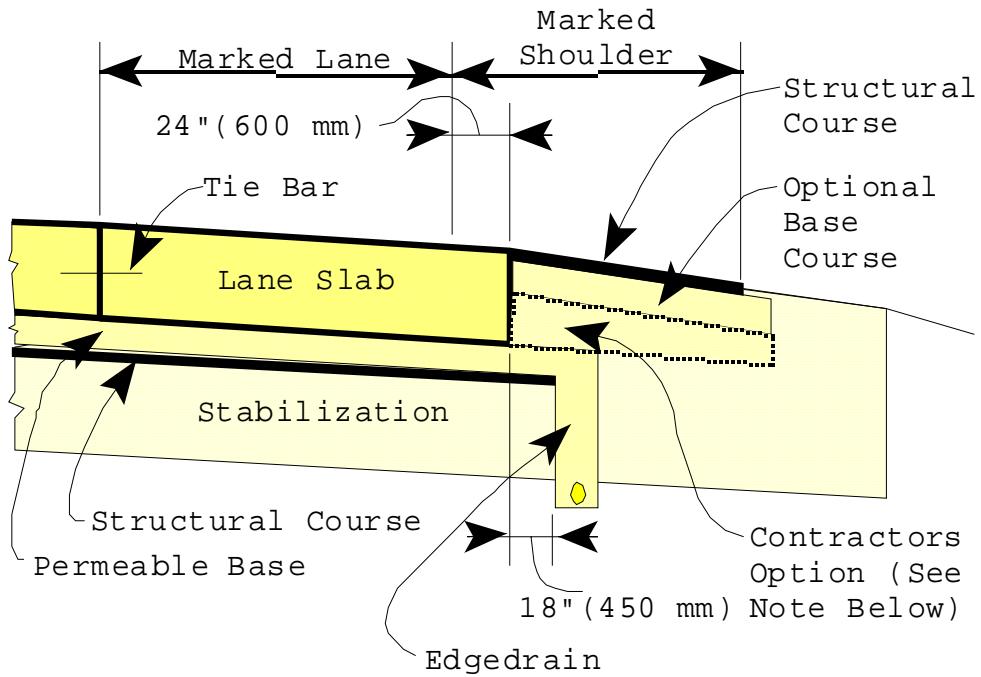 Marked
Shoulder
Marked Lane
Structural
Course
24"(600 mm)
Tie Bar
Optional
Base
Course
Lane Slab
Stabilization
Structural Course
Permeable Base
Contractors
Option (See
Note Below)
18"(450 mm)
Edgedrain